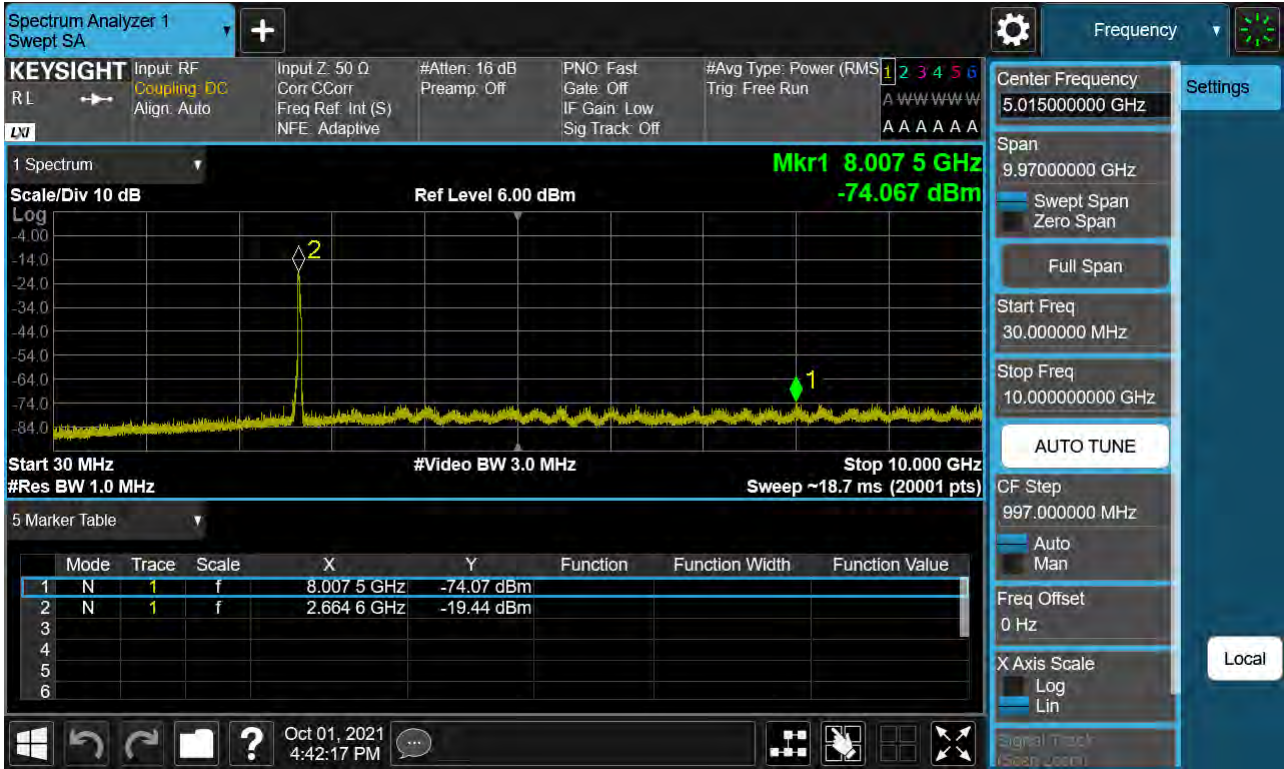 Spectrum Analyzer 1
Swept SA
+
Frequency
KEYSIGHT
RL
LXI
Input: RF
Coupling: DC
Align: Auto
Input Z: 50 Ω
Corr CCorr
Freq Ref: Int (S)
NFE: Adaptive
#Atten: 16 dB
Preamp: Off
PNO: Fast
Gate: Off
IF Gain: Low
Sig Track: Off
#Avg Type: Power (RMS
Trig: Free Run
1 2 3 4 5 6
A W W W W W
A A A A A A
1 Spectrum
Scale/Div 10 dB
Ref Level 6.00 dBm
Mkr1 8.007 5 GHz
-74.067 dBm
Log
-4.00
-14.0
-24.0
-34.0
-44.0
-54.0
-64.0
-74.0
-84.0
2
1
Start 30 MHz
#Video BW 3.0 MHz
Stop 10.000 GHz
#Res BW 1.0 MHz
Sweep ~18.7 ms (20001 pts)
5 Marker Table
Mode Trace Scale X Y Function Function Width Function Value
1 N 1 f 8.007 5 GHz -74.07 dBm
2 N 1 f 2.664 6 GHz -19.44 dBm
3
4
5
6
Center Frequency
5.015000000 GHz
Settings
Span
9.97000000 GHz
Swept Span
Zero Span
Full Span
Start Freq
30.000000 MHz
Stop Freq
10.000000000 GHz
AUTO TUNE
CF Step
997.000000 MHz
Auto
Man
Freq Offset
0 Hz
X Axis Scale
Log
Lin
Signal Track
(Span Zoom)
Local
?
Oct 01, 2021
4:42:17 PM